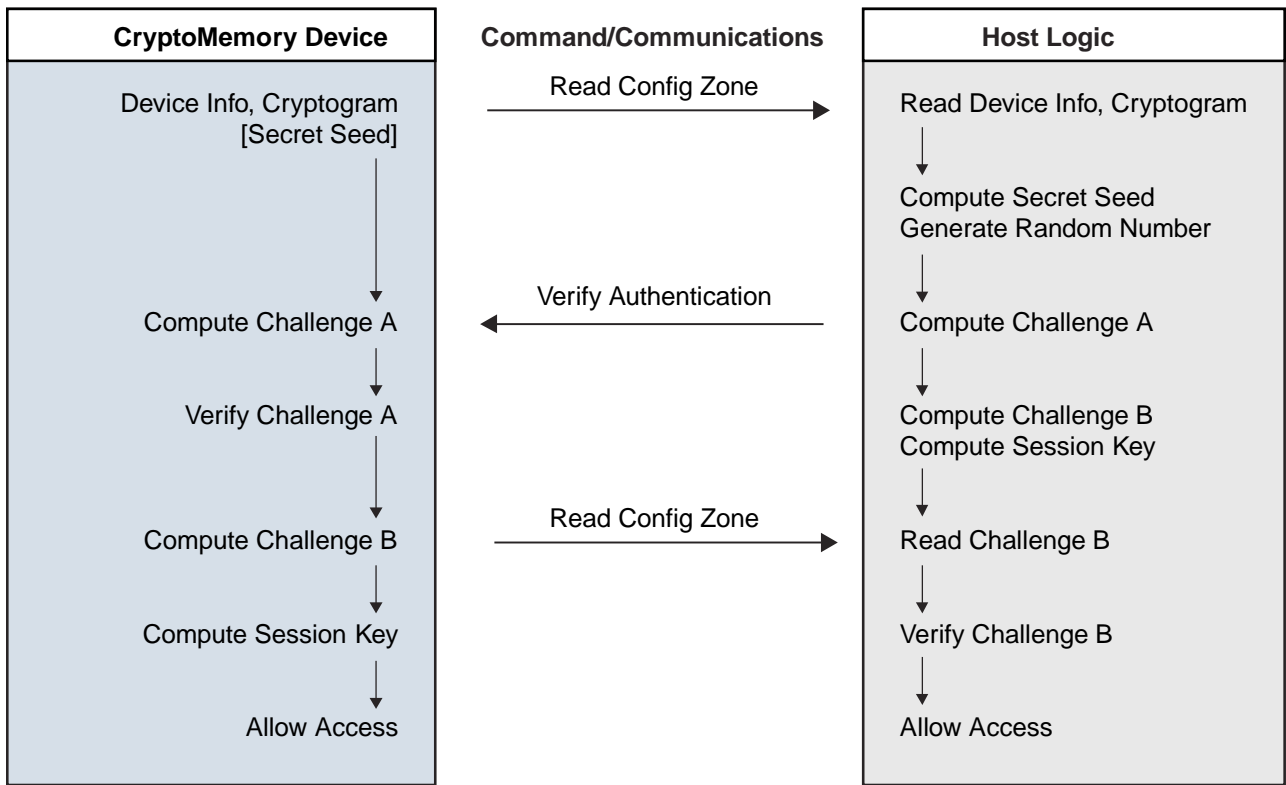 CryptoMemory Device
Command/Communications
Host Logic
Device Info, Cryptogram
[Secret Seed]
Read Config Zone
Read Device Info, Cryptogram
Compute Secret Seed
Generate Random Number
Compute Challenge A
Verify Authentication
Compute Challenge A
Verify Challenge A
Compute Challenge B
Compute Session Key
Compute Challenge B
Read Config Zone
Read Challenge B
Compute Session Key
Verify Challenge B
Allow Access
Allow Access